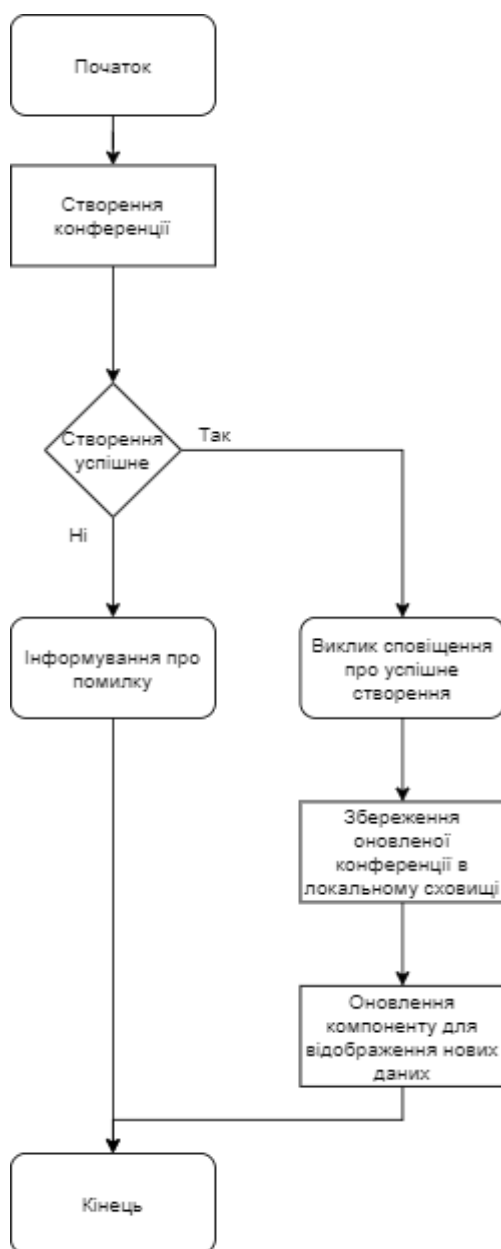 Початок
Створення
конференції
Створення
успішне
Так
Ні
Інформування про
помилку
Виклик сповіщення
про успішне
створення
Збереження
оновленої
конференції в
локальному сховищі
Оновлення
компоненту для
відображення нових
даних
Кінець